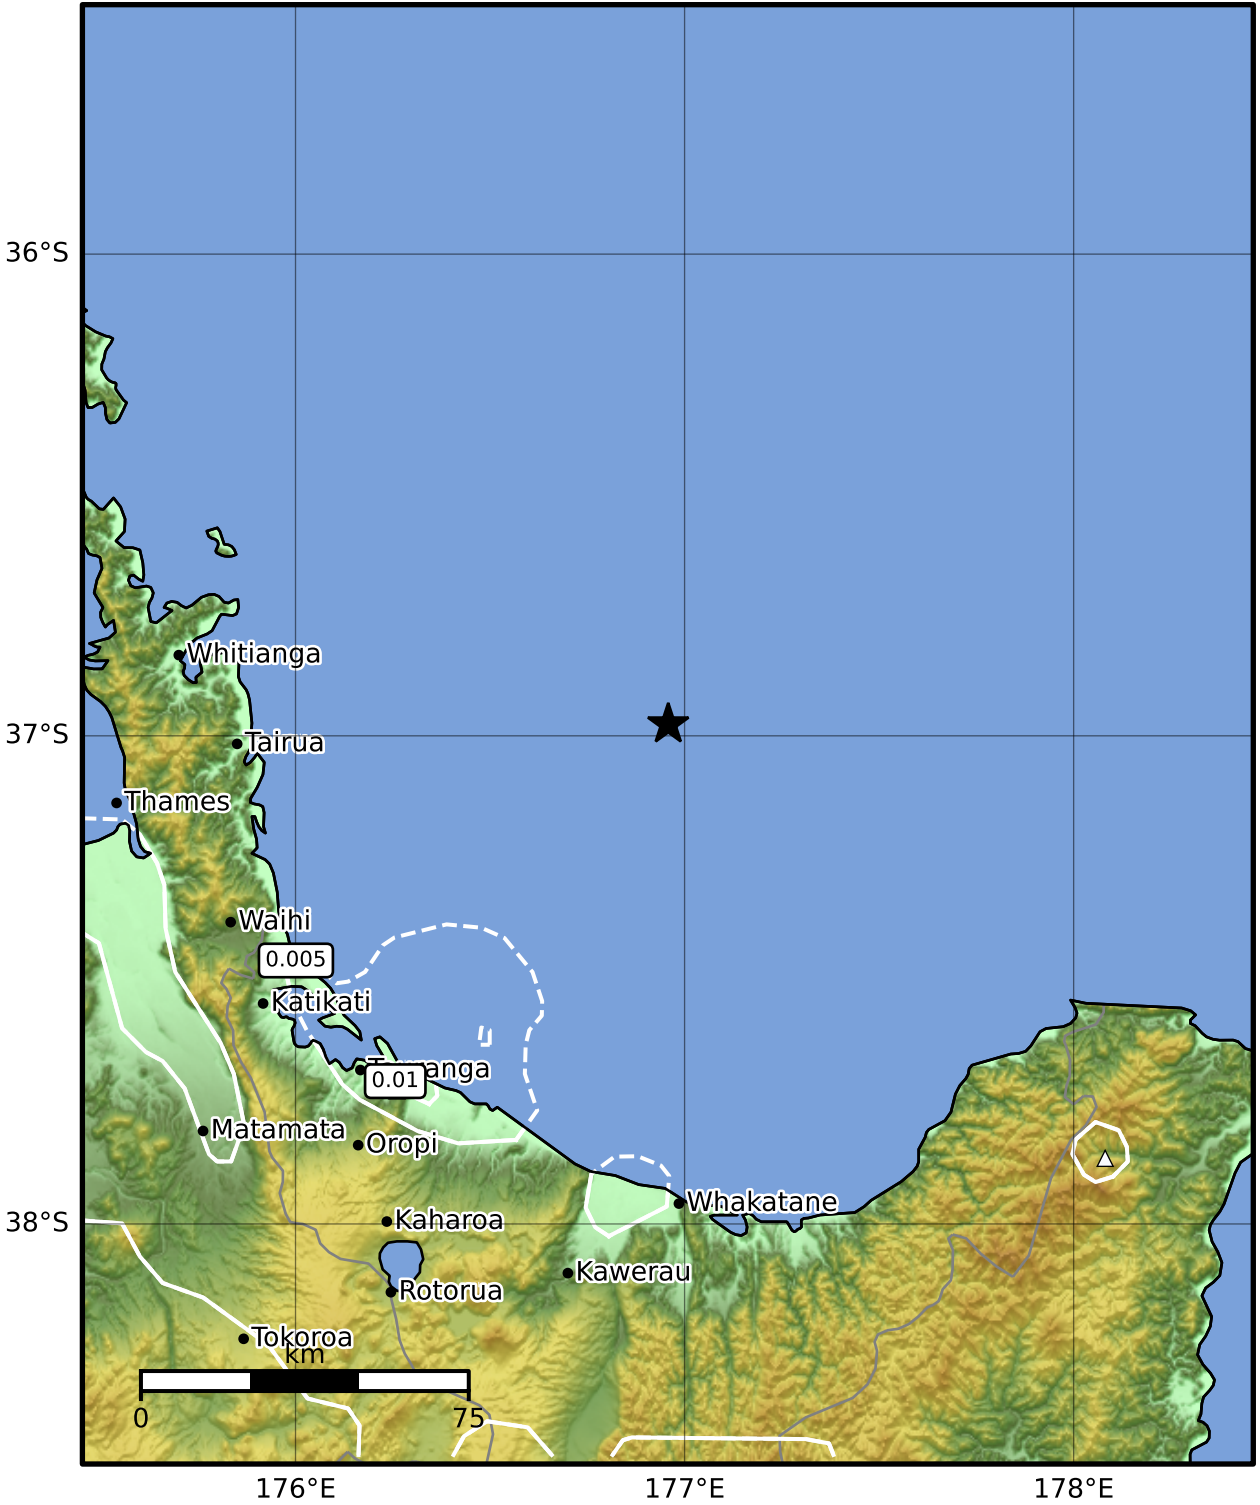 36°S
Whitianga
37°S
Tairua
Thames
Waihi
0.005
Katikati
0.01
Matamata
Oropi
Whakatane
38°S
Kaharoa
Kawerau
Rotorua
Tokoroa
km
0
75
176°E
177°E
178°E